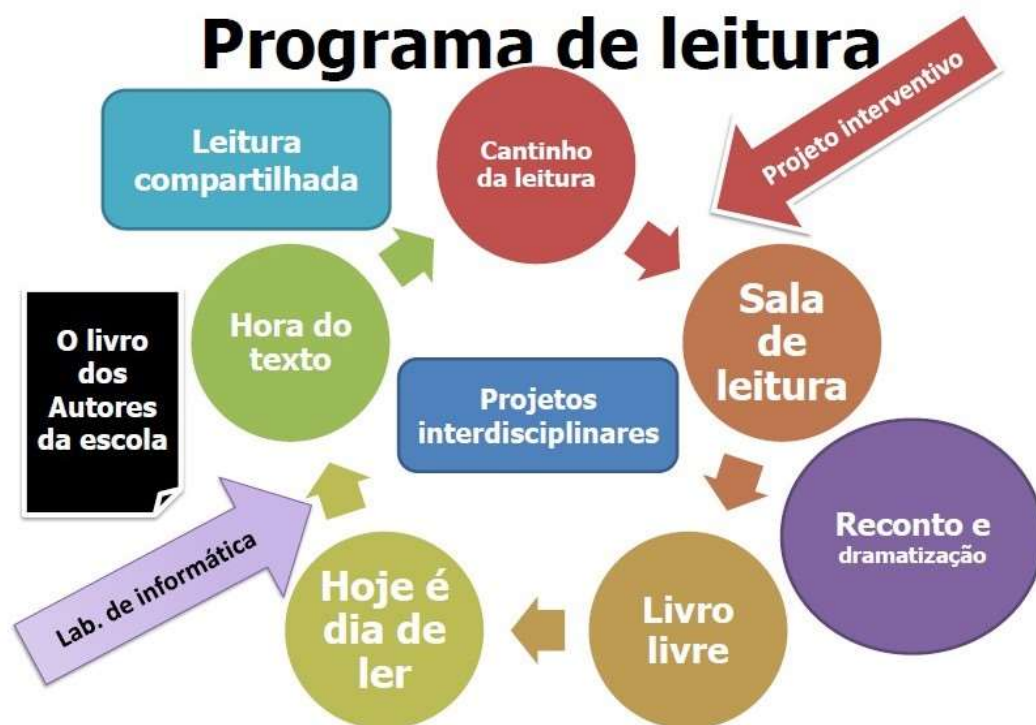 Programa de leitura
Leitura
compartilhada
Cantinho
da leitura
Projeto interventivo
Sala
de
leitura
Hora do
texto
O livro
dos
Autores
da escola
Projetos
interdisciplinares
Reconto e
dramatização
Lab. de informática
Hoje é
dia de
ler
Livro
livre